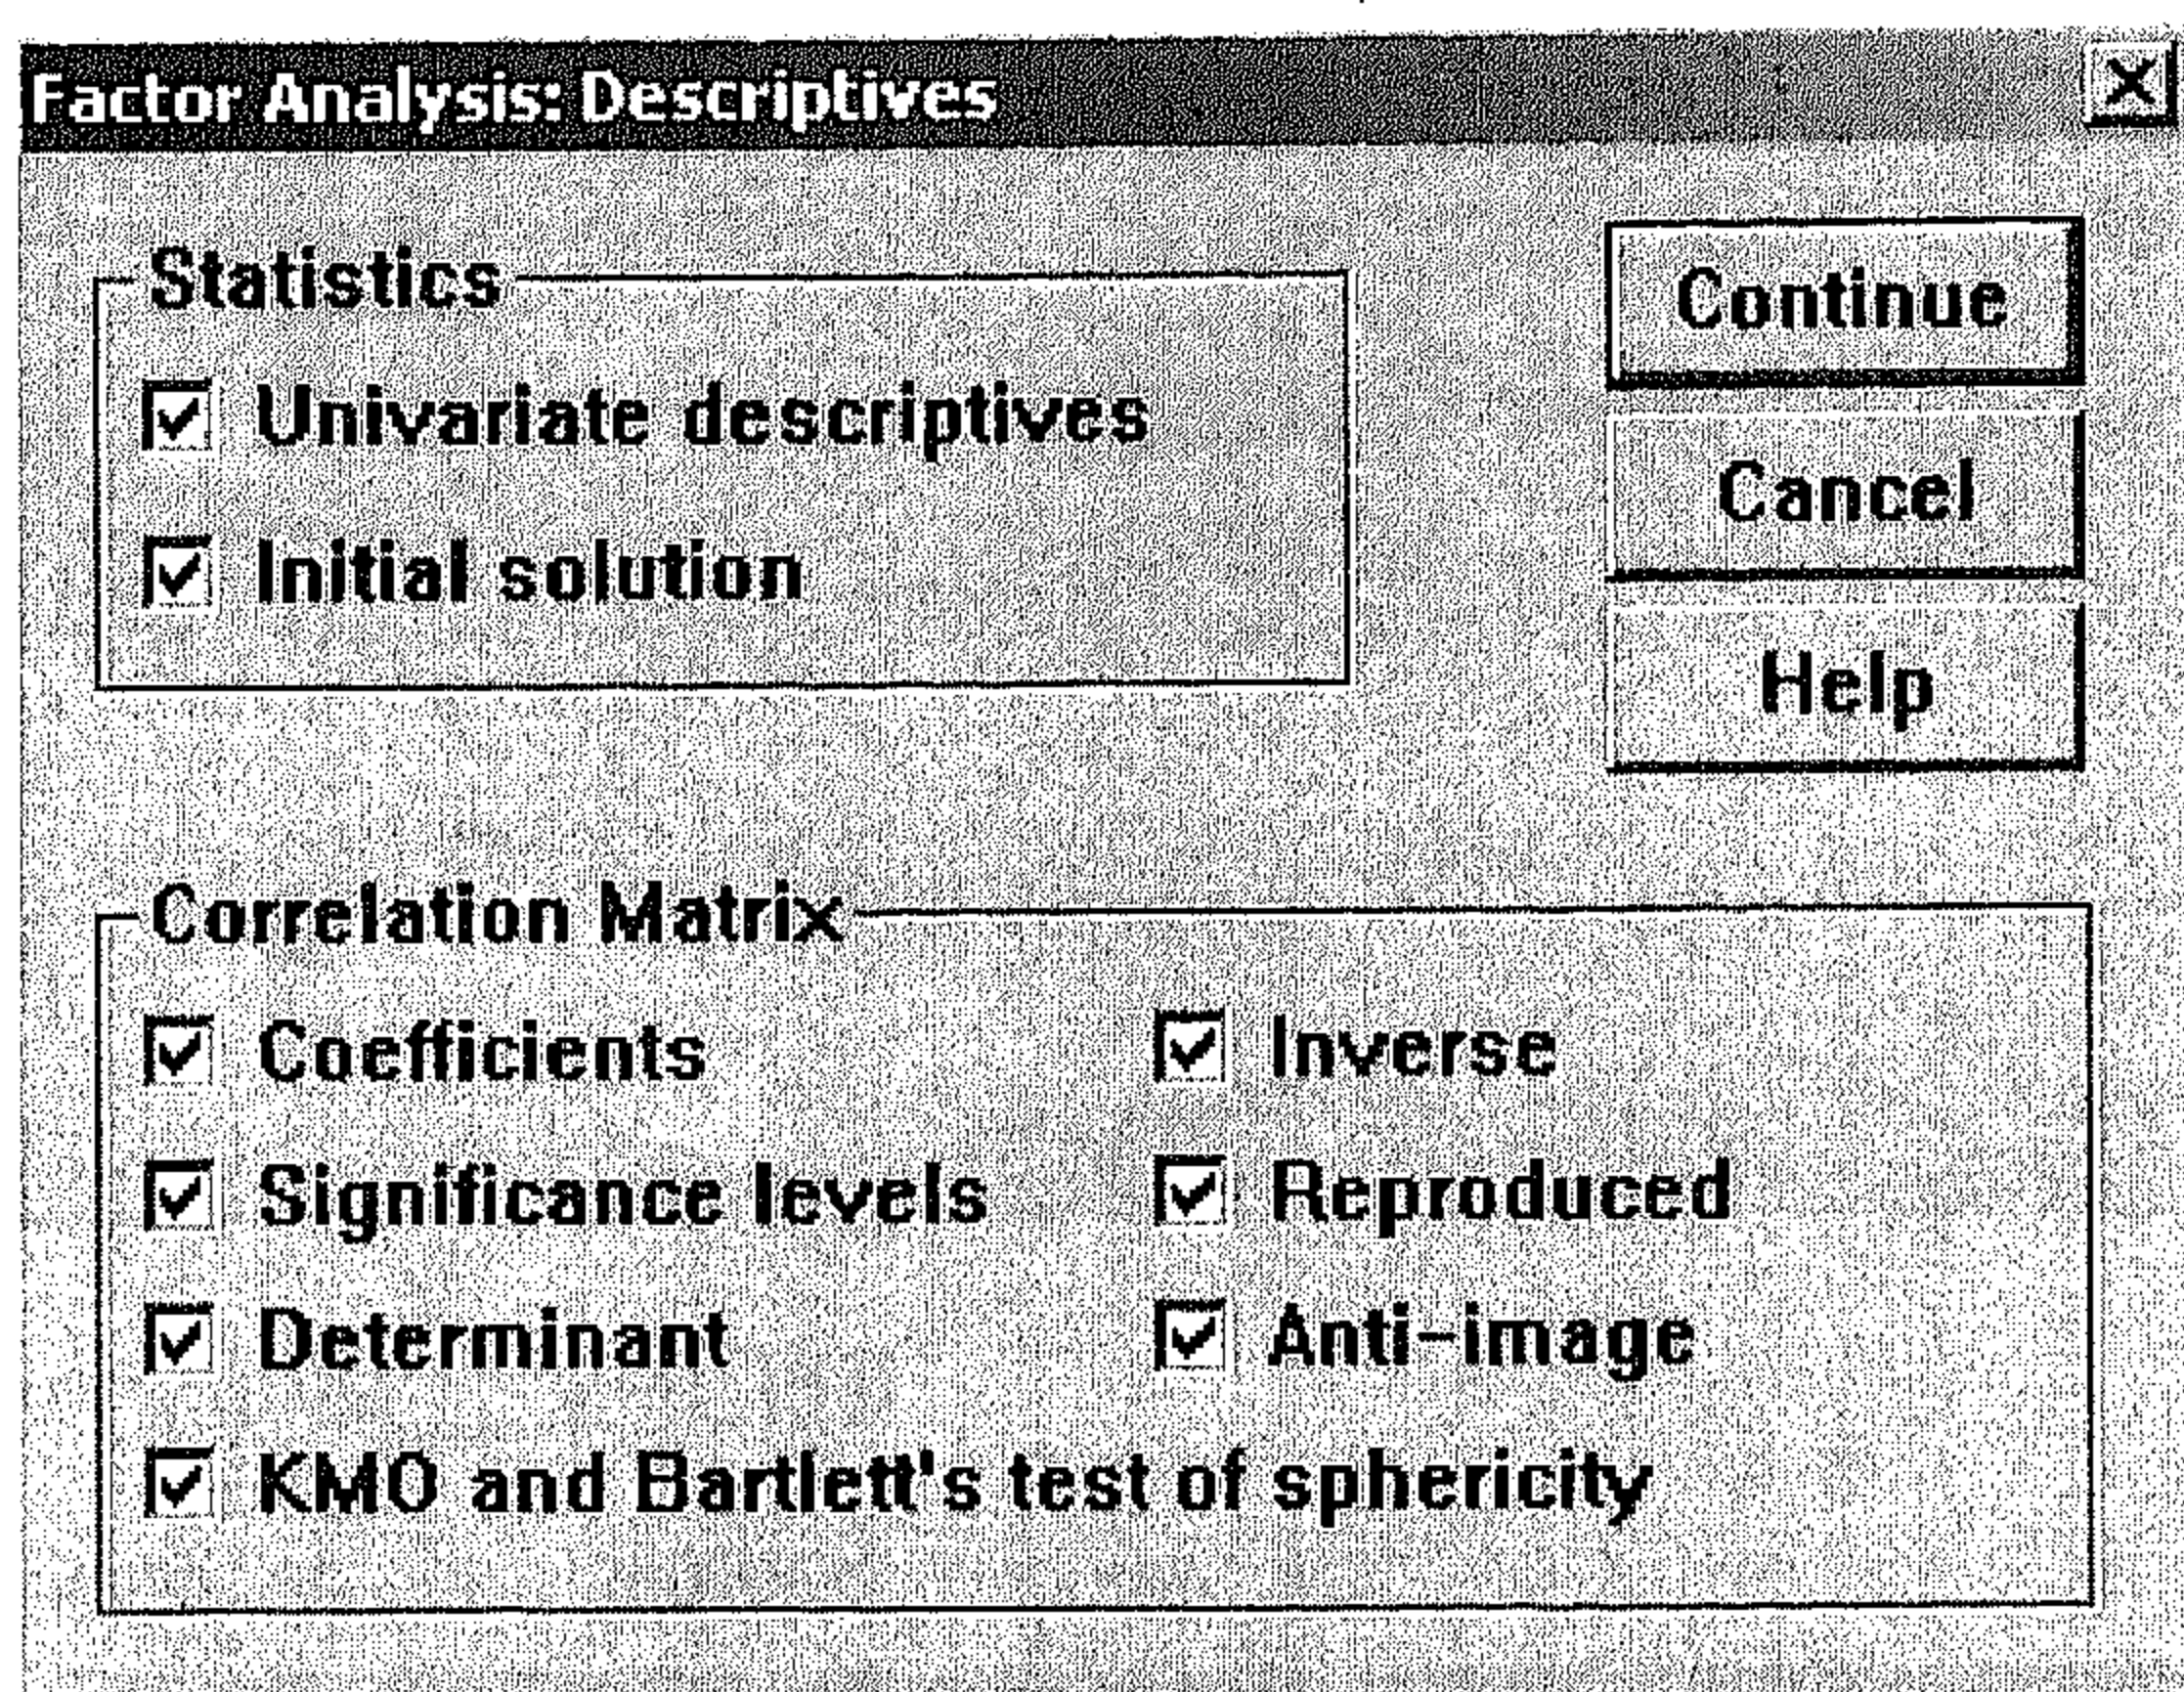 Factor Analysis: Descriptives
Statistics
Univariate descriptives
Initial solution
Continue
Cancel
Help
Correlation Matrix
Coefficients
Inverse
Significance levels
Reproduced
Determinant
Anti-image
KMO and Bartlett's test of sphericity